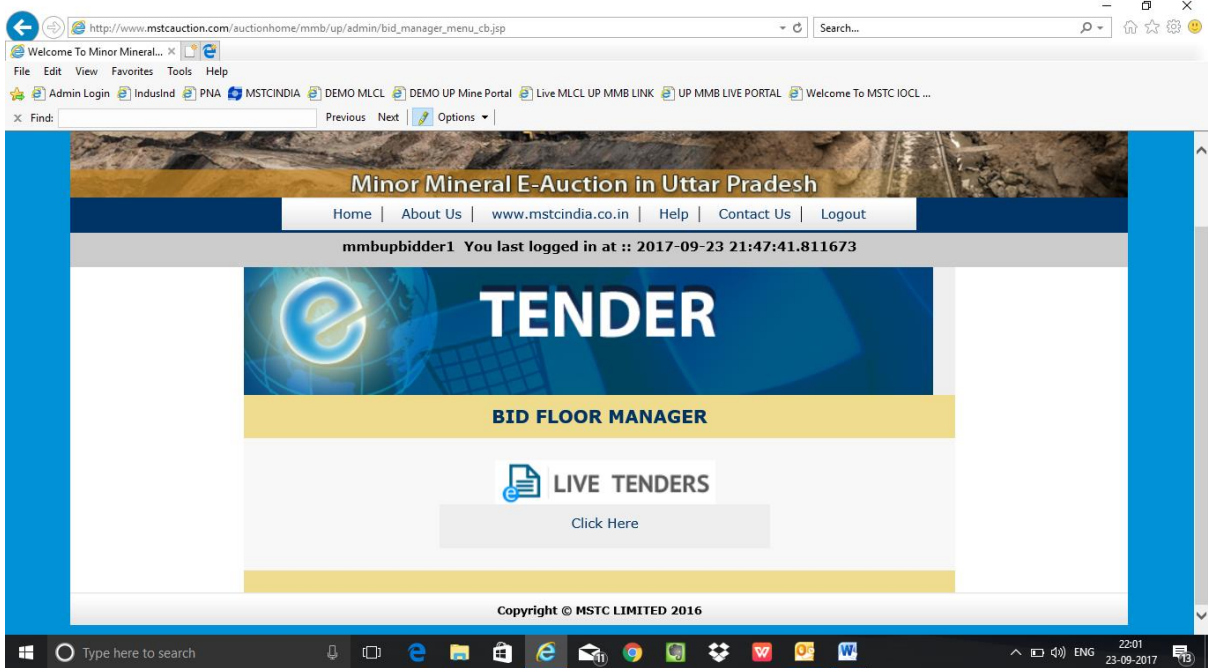 http://www.mstcauction.com/auctionhome/mmb/up/admin/bid_manager_menu_cb.jsp Search...
Welcome To Minor Mineral...
File Edit View Favorites Tools Help
Admin Login IndusInd PNA MSTCINDIA DEMO MLCL DEMO UP Mine Portal Live MLCL UP MMB LINK UP MMB LIVE PORTAL Welcome To MSTC IOCL ...
x Find: Previous Next Options
Minor Mineral E-Auction in Uttar Pradesh
Home | About Us | www.mstcindia.co.in | Help | Contact Us | Logout
mmbupbidder1 You last logged in at :: 2017-09-23 21:47:41.811673
e TENDER
BID FLOOR MANAGER
LIVE TENDERS
Click Here
Copyright © MSTC LIMITED 2016
Type here to search 11 ENG 22:01
23-09-2017 13